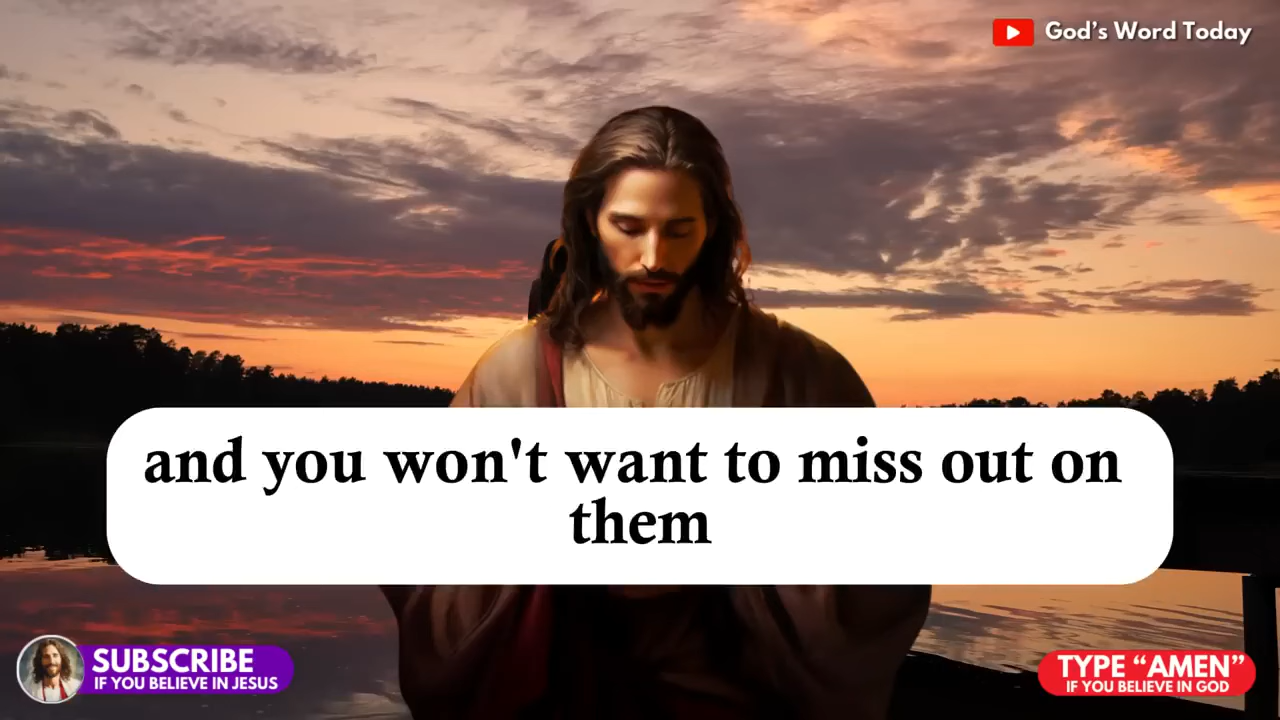 God's Word Today
and you won't want to miss out on
them
SUBSCRIBE
IF YOU BELIEVE IN JESUS
TYPE “AMEN”
IF YOU BELIEVE IN GOD